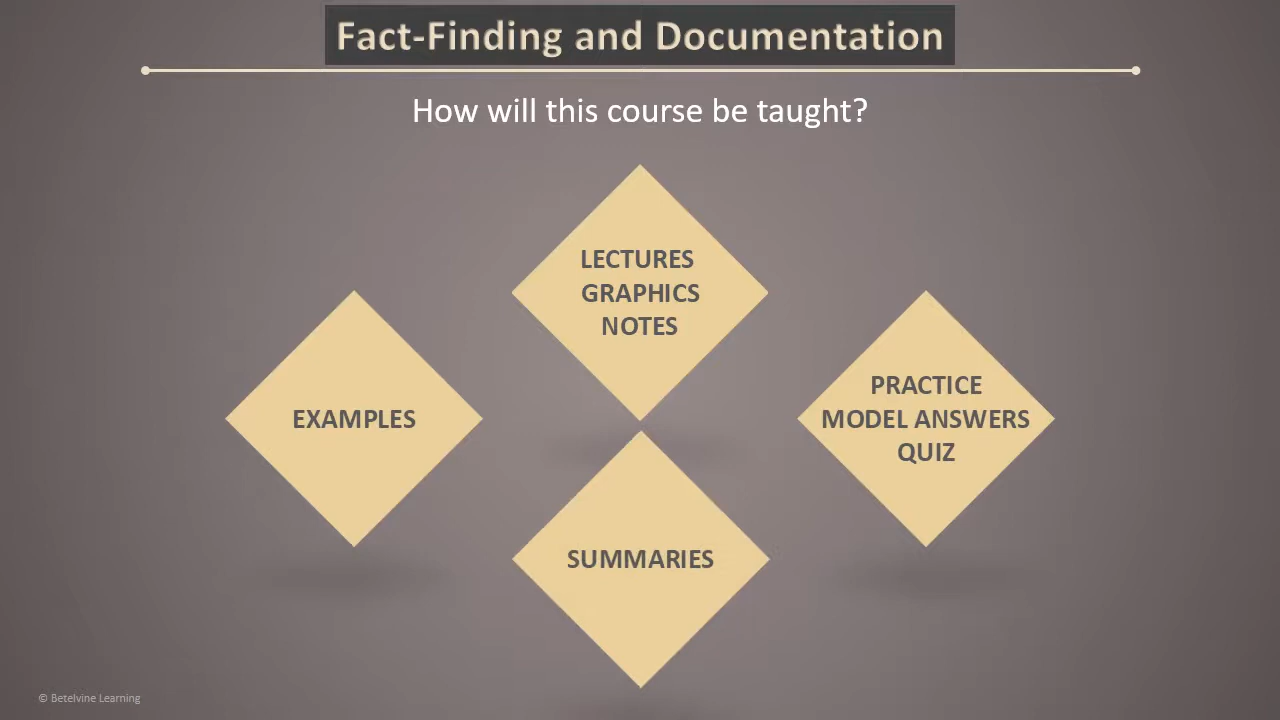 Fact-Finding and Documentation
How will this course be taught?
LECTURES
GRAPHICS
NOTES
EXAMPLES
PRACTICE
MODEL ANSWERS
QUIZ
SUMMARIES
© Betelvine Learning